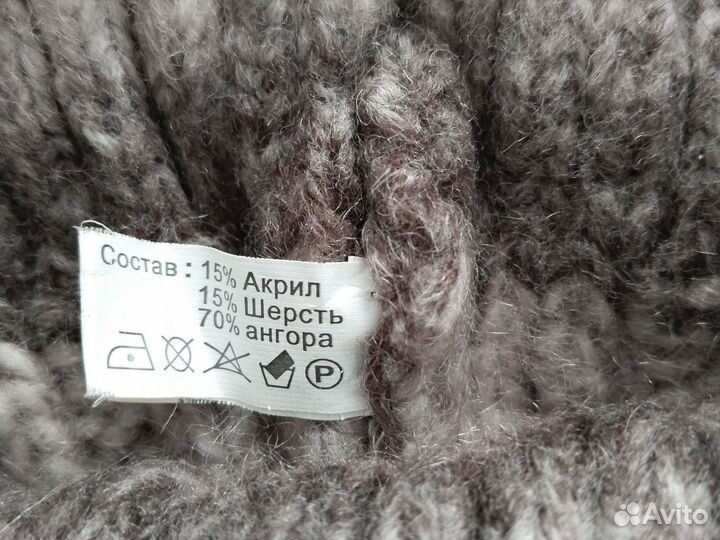 Состав : 15% Акрил
15% Шерсть
70% ангора
P
Avito